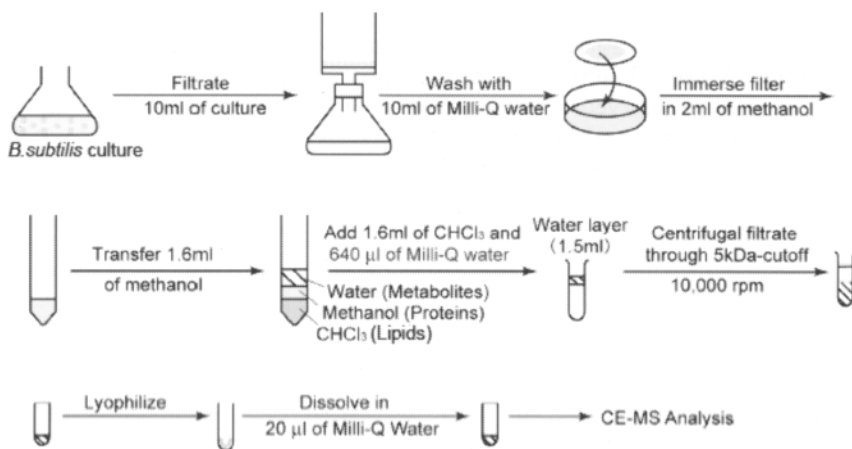 Filtrate
10ml of culture
Wash with
10ml of Milli-Q water
Immerse filter
in 2ml of methanol
B.subtilis culture
Transfer 1.6ml
of methanol
Add 1.6ml of CHCl₃ and
640 µl of Milli-Q water
Water (Metabolites)
Methanol (Proteins)
CHCl₃ (Lipids)
Water layer
(1.5ml)
Centrifugal filtrate
through 5kDa-cutoff
10,000 rpm
Lyophilize
Dissolve in
20 µl of Milli-Q Water
CE-MS Analysis